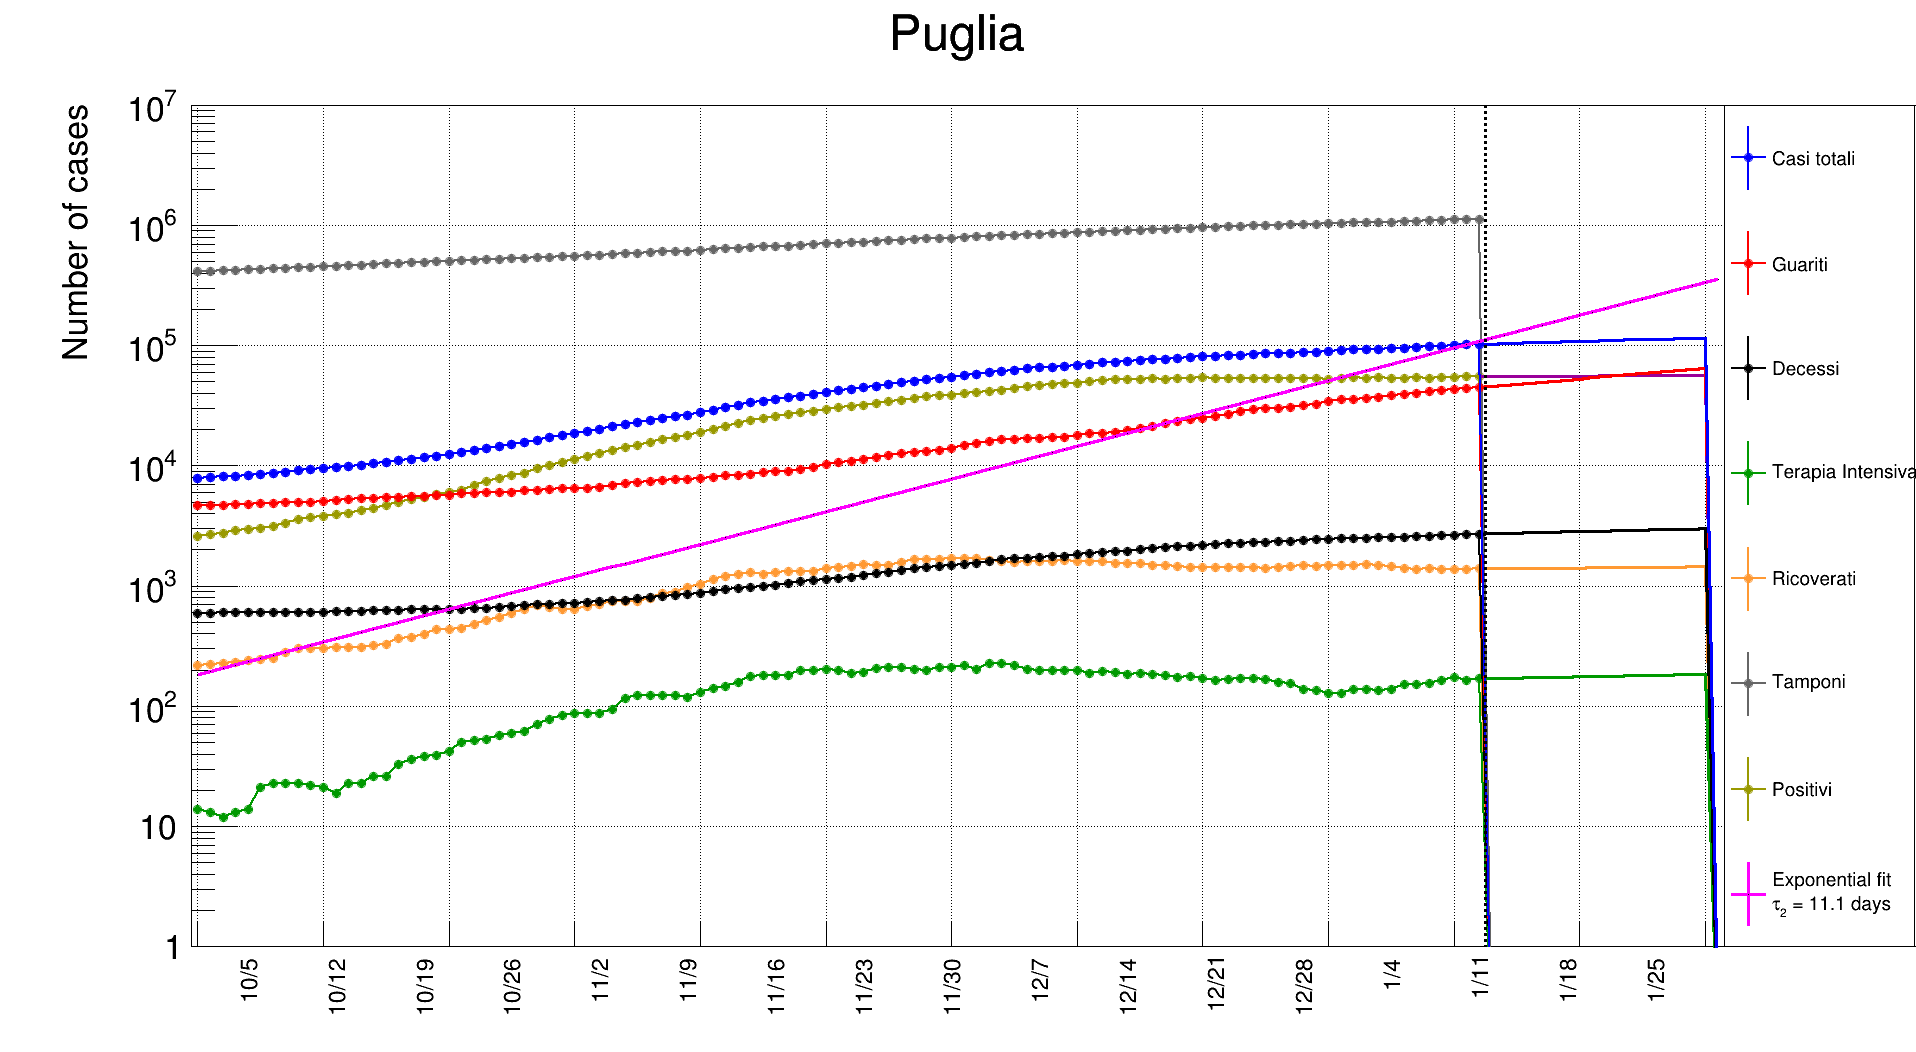 Puglia
Number of cases
10^7
10^6
10^5
10^4
10^3
10^2
10
1
10/5
10/12
10/19
10/26
11/2
11/9
11/16
11/23
11/30
12/7
12/14
12/21
12/28
1/4
1/11
1/18
1/25
Casi totali
Guariti
Decessi
Terapia Intensiva
Ricoverati
Tamponi
Positivi
Exponential fit
τ_2 = 11.1 days